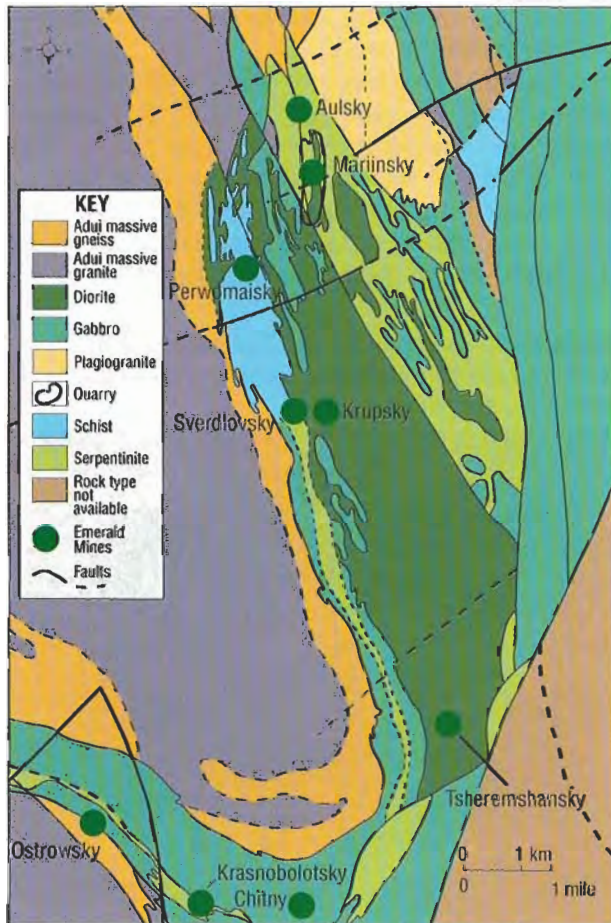 Aulsky
Mariinsky
KEY
Adui massive
gneiss
Adui massive
granite
Diorite
Gabbro
Plagiogranite
Quarry
Schist
Serpentinite
Rock type
not
available
Emerald
Mines
Faults
Perwomaisky
Sverdlovsky
Krupsky
Tsheremshansky
Ostrowsky
Krasnobolotsky
Chitny
0 1 km
0 1 mile